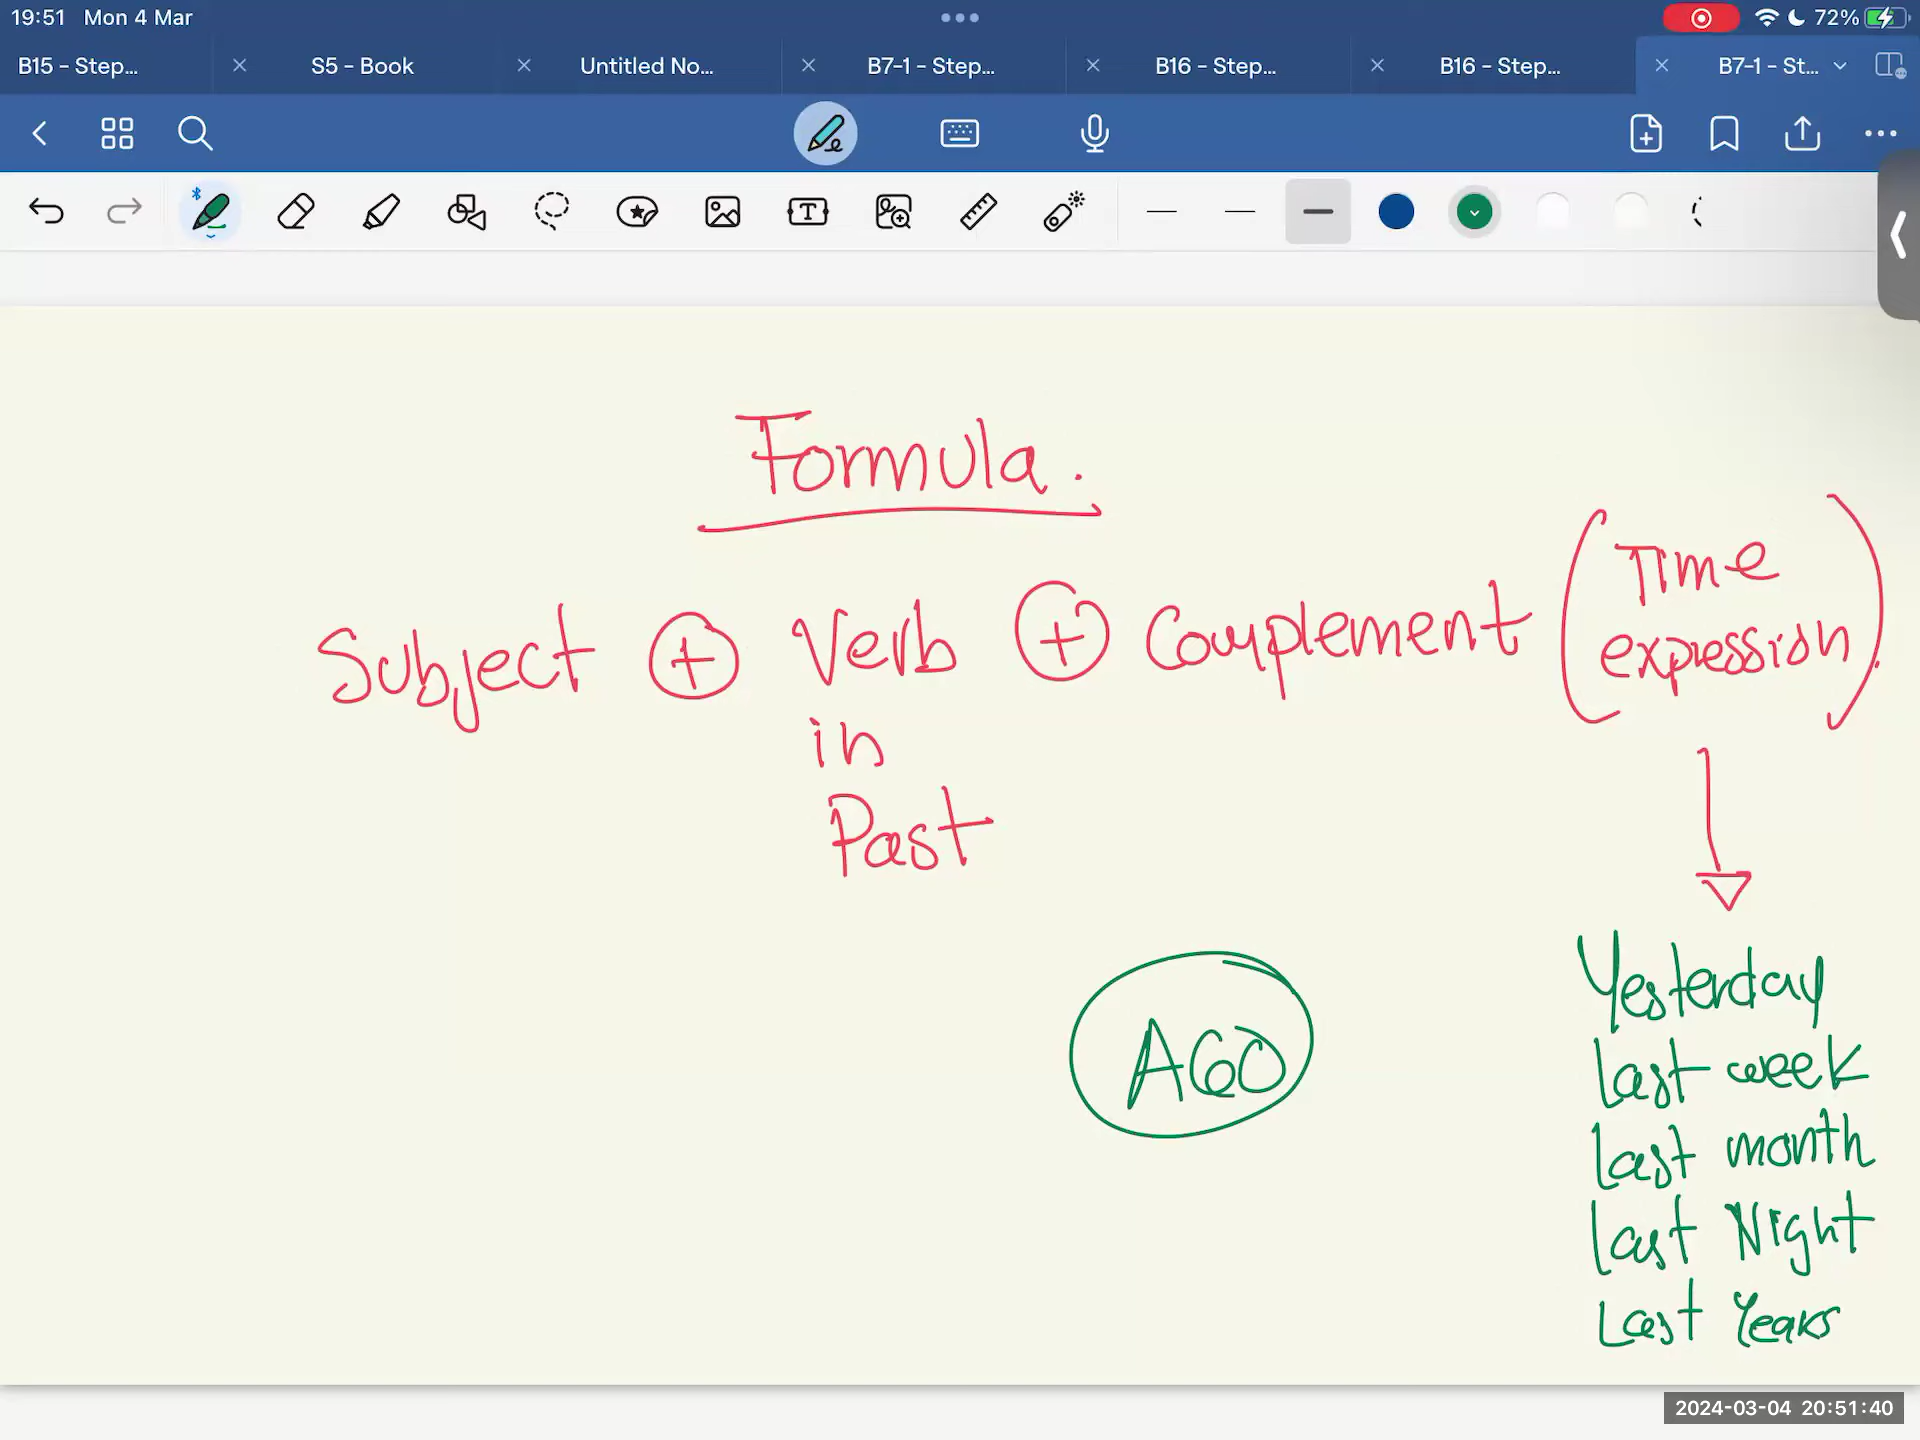 19:51 Mon 4 Mar
72%
B15 – Step...
S5 – Book
Untitled No...
B7-1 – Step...
B16 – Step...
B16 – Step...
B7-1 – St...
Formula.
Subject + Verb + Complement (Time expression)
in
Past
AGO
Yesterday
last week
last month
last Night
Last Years
2024-03-04 20:51:40